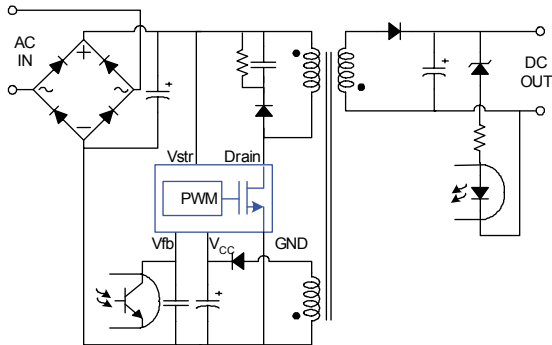 AC
IN
+
~
~
−
+
+
DC
OUT
Vstr
Drain
PWM
Vfb
VCC
GND
+